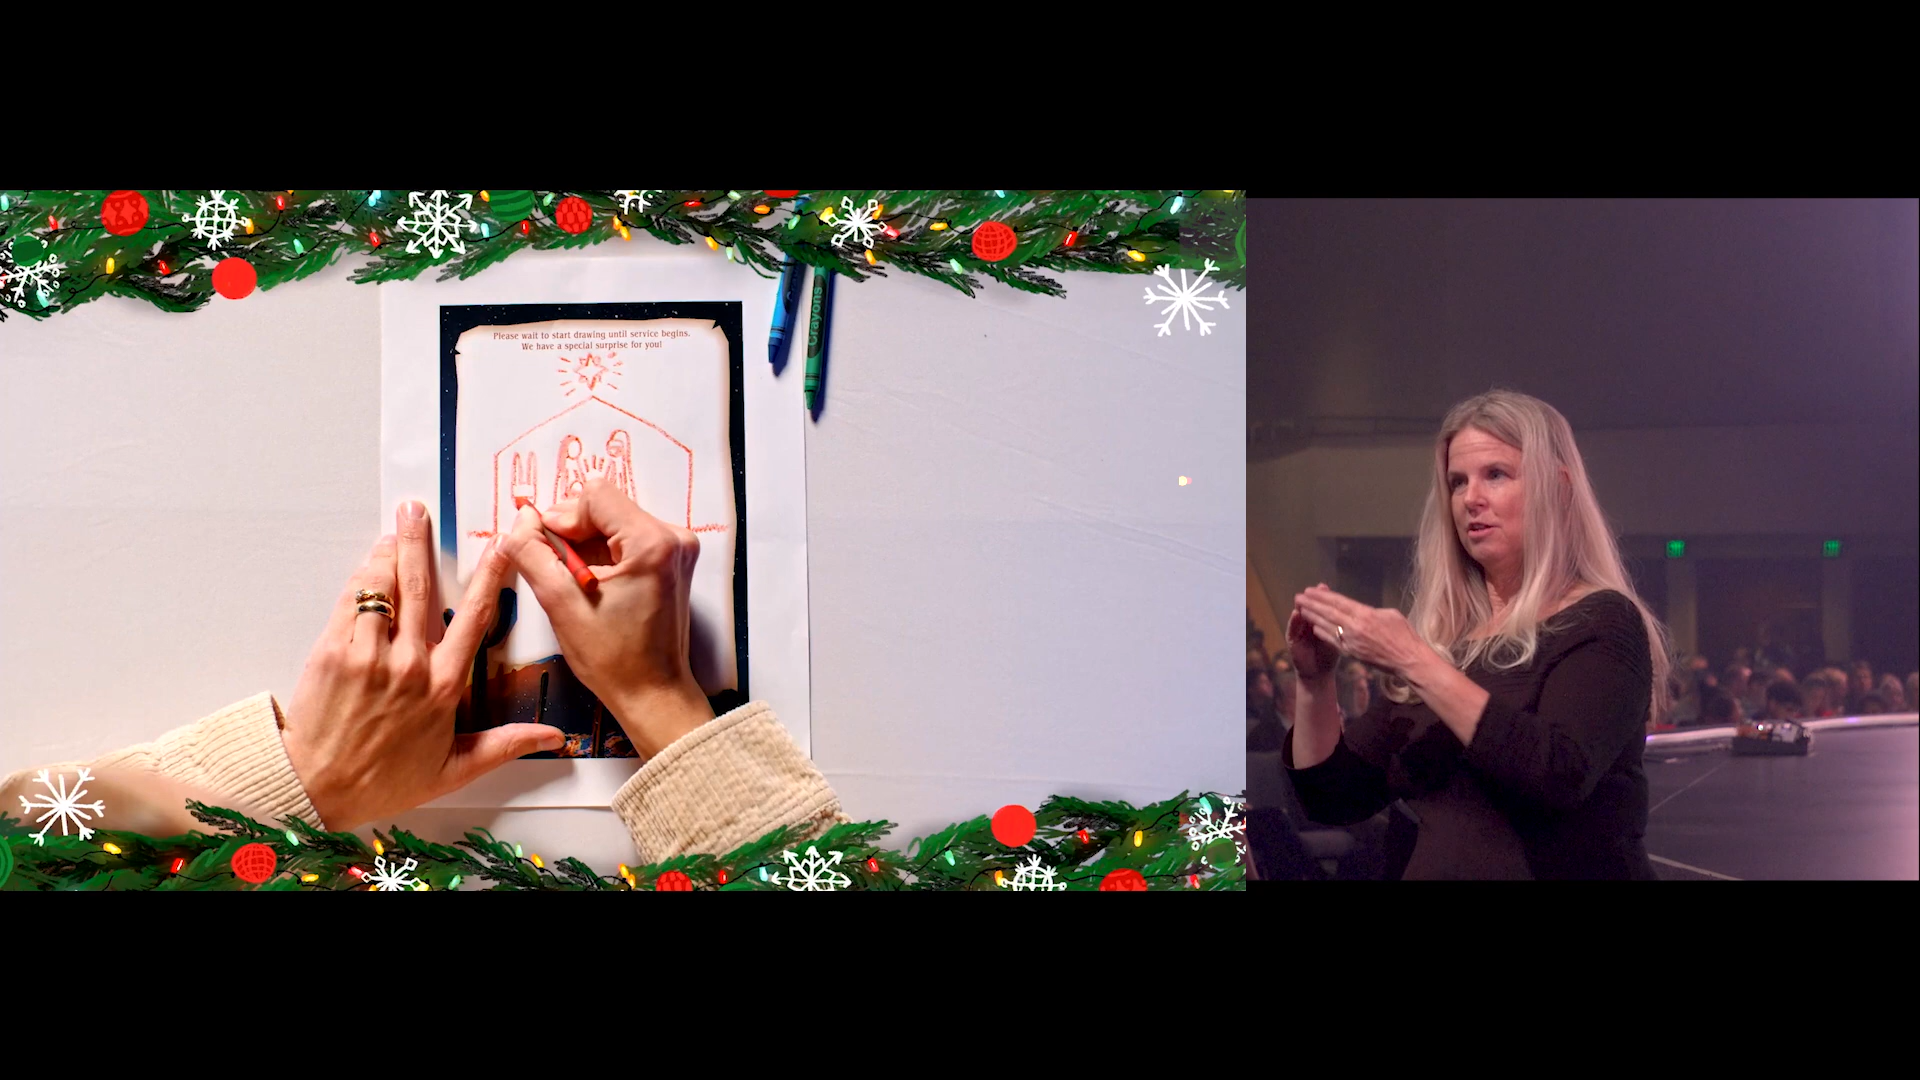 Please wait to start drawing until service begins.
We have a special surprise for you!
Crayons